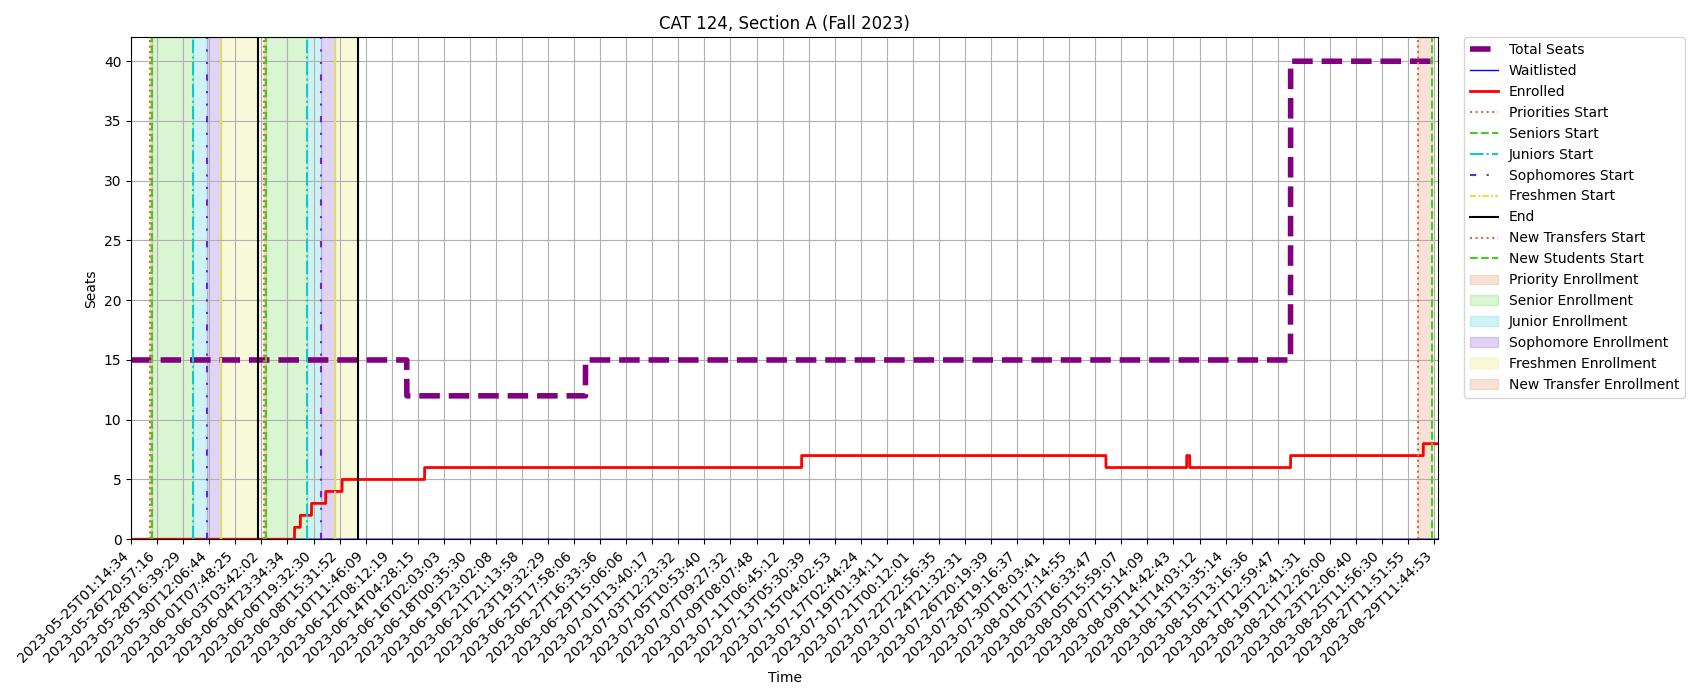 CAT 124, Section A (Fall 2023)
Seats
40
35
30
25
20
15
10
5
0
2023-05-25T01:14:34
2023-05-26T20:57:16
2023-05-28T16:39:29
2023-05-30T12:06:44
2023-06-01T07:48:25
2023-06-03T03:42:02
2023-06-04T23:34:34
2023-06-06T19:32:30
2023-06-08T15:31:52
2023-06-10T11:46:09
2023-06-12T08:12:19
2023-06-14T04:28:15
2023-06-16T02:03:03
2023-06-18T00:35:30
2023-06-19T23:02:08
2023-06-21T21:13:58
2023-06-23T19:32:29
2023-06-25T17:58:06
2023-06-27T16:33:36
2023-06-29T15:06:06
2023-07-01T13:40:17
2023-07-03T12:23:32
2023-07-05T10:53:40
2023-07-07T09:27:32
2023-07-09T08:07:48
2023-07-11T06:45:12
2023-07-13T05:30:39
2023-07-15T04:02:53
2023-07-17T02:44:24
2023-07-19T01:34:11
2023-07-21T00:12:01
2023-07-22T22:56:35
2023-07-24T21:32:31
2023-07-26T20:19:39
2023-07-28T19:16:37
2023-07-30T18:03:41
2023-08-01T17:14:55
2023-08-03T16:33:47
2023-08-05T15:59:07
2023-08-07T15:14:09
2023-08-09T14:42:43
2023-08-11T14:03:12
2023-08-13T13:35:14
2023-08-15T13:16:36
2023-08-17T12:59:47
2023-08-19T12:41:31
2023-08-21T12:26:00
2023-08-23T12:06:40
2023-08-25T11:56:30
2023-08-27T11:51:55
2023-08-29T11:44:53
Time
Total Seats
Waitlisted
Enrolled
Priorities Start
Seniors Start
Juniors Start
Sophomores Start
Freshmen Start
End
New Transfers Start
New Students Start
Priority Enrollment
Senior Enrollment
Junior Enrollment
Sophomore Enrollment
Freshmen Enrollment
New Transfer Enrollment